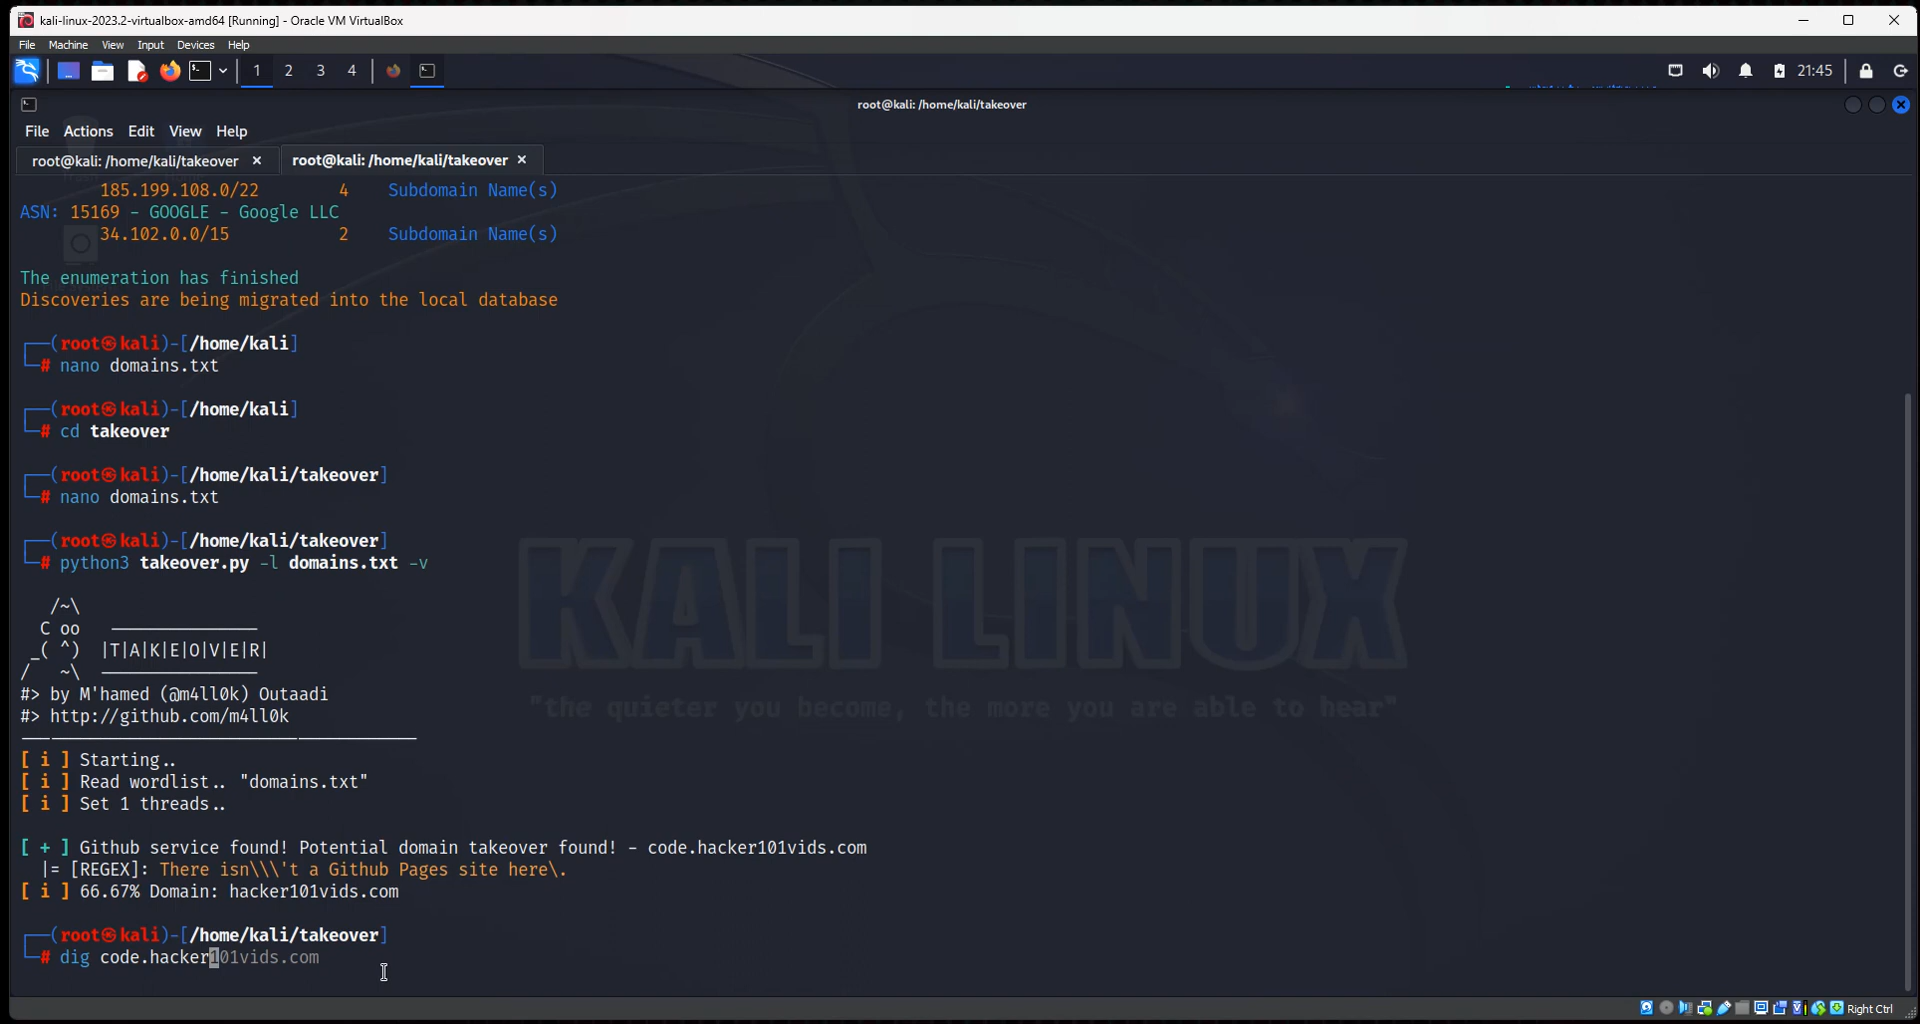 kali-linux-2023.2-virtualbox-amd64 [Running] - Oracle VM VirtualBox
File Machine View Input Devices Help
1 2 3 4 21:45
root@kali: /home/kali/takeover
File Actions Edit View Help
root@kali: /home/kali/takeover × root@kali: /home/kali/takeover ×
185.199.108.0/22 4 Subdomain Name(s)
ASN: 15169 - GOOGLE - Google LLC
34.102.0.0/15 2 Subdomain Name(s)
The enumeration has finished
Discoveries are being migrated into the local database
┌──(root㉿kali)-[/home/kali]
└─# nano domains.txt
┌──(root㉿kali)-[/home/kali]
└─# cd takeover
┌──(root㉿kali)-[/home/kali/takeover]
└─# nano domains.txt
┌──(root㉿kali)-[/home/kali/takeover]
└─# python3 takeover.py -l domains.txt -v
/~\
C oo ———————————————
_( ^) |T|A|K|E|O|V|E|R|
/ ~\ ———————————————
#> by M'hamed (@m4ll0k) Outaadi
#> http://github.com/m4ll0k
————————————————————————————————————————
[ i ] Starting..
[ i ] Read wordlist.. "domains.txt"
[ i ] Set 1 threads..
[ + ] Github service found! Potential domain takeover found! - code.hacker101vids.com
|= [REGEX]: There isn\\\'t a Github Pages site here\.
[ i ] 66.67% Domain: hacker101vids.com
┌──(root㉿kali)-[/home/kali/takeover]
└─# dig code.hacker101vids.com
KALI LINUX
"the quieter you become, the more you are able to hear"
Right Ctrl